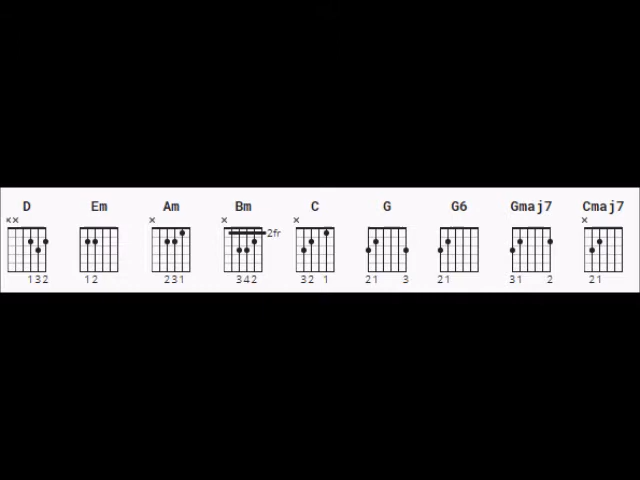 D Em Am Bm C G G6 Gmaj7 Cmaj7
×× × × × ×
2fr
132 12 231 342 32 1 21 3 21 31 2 21